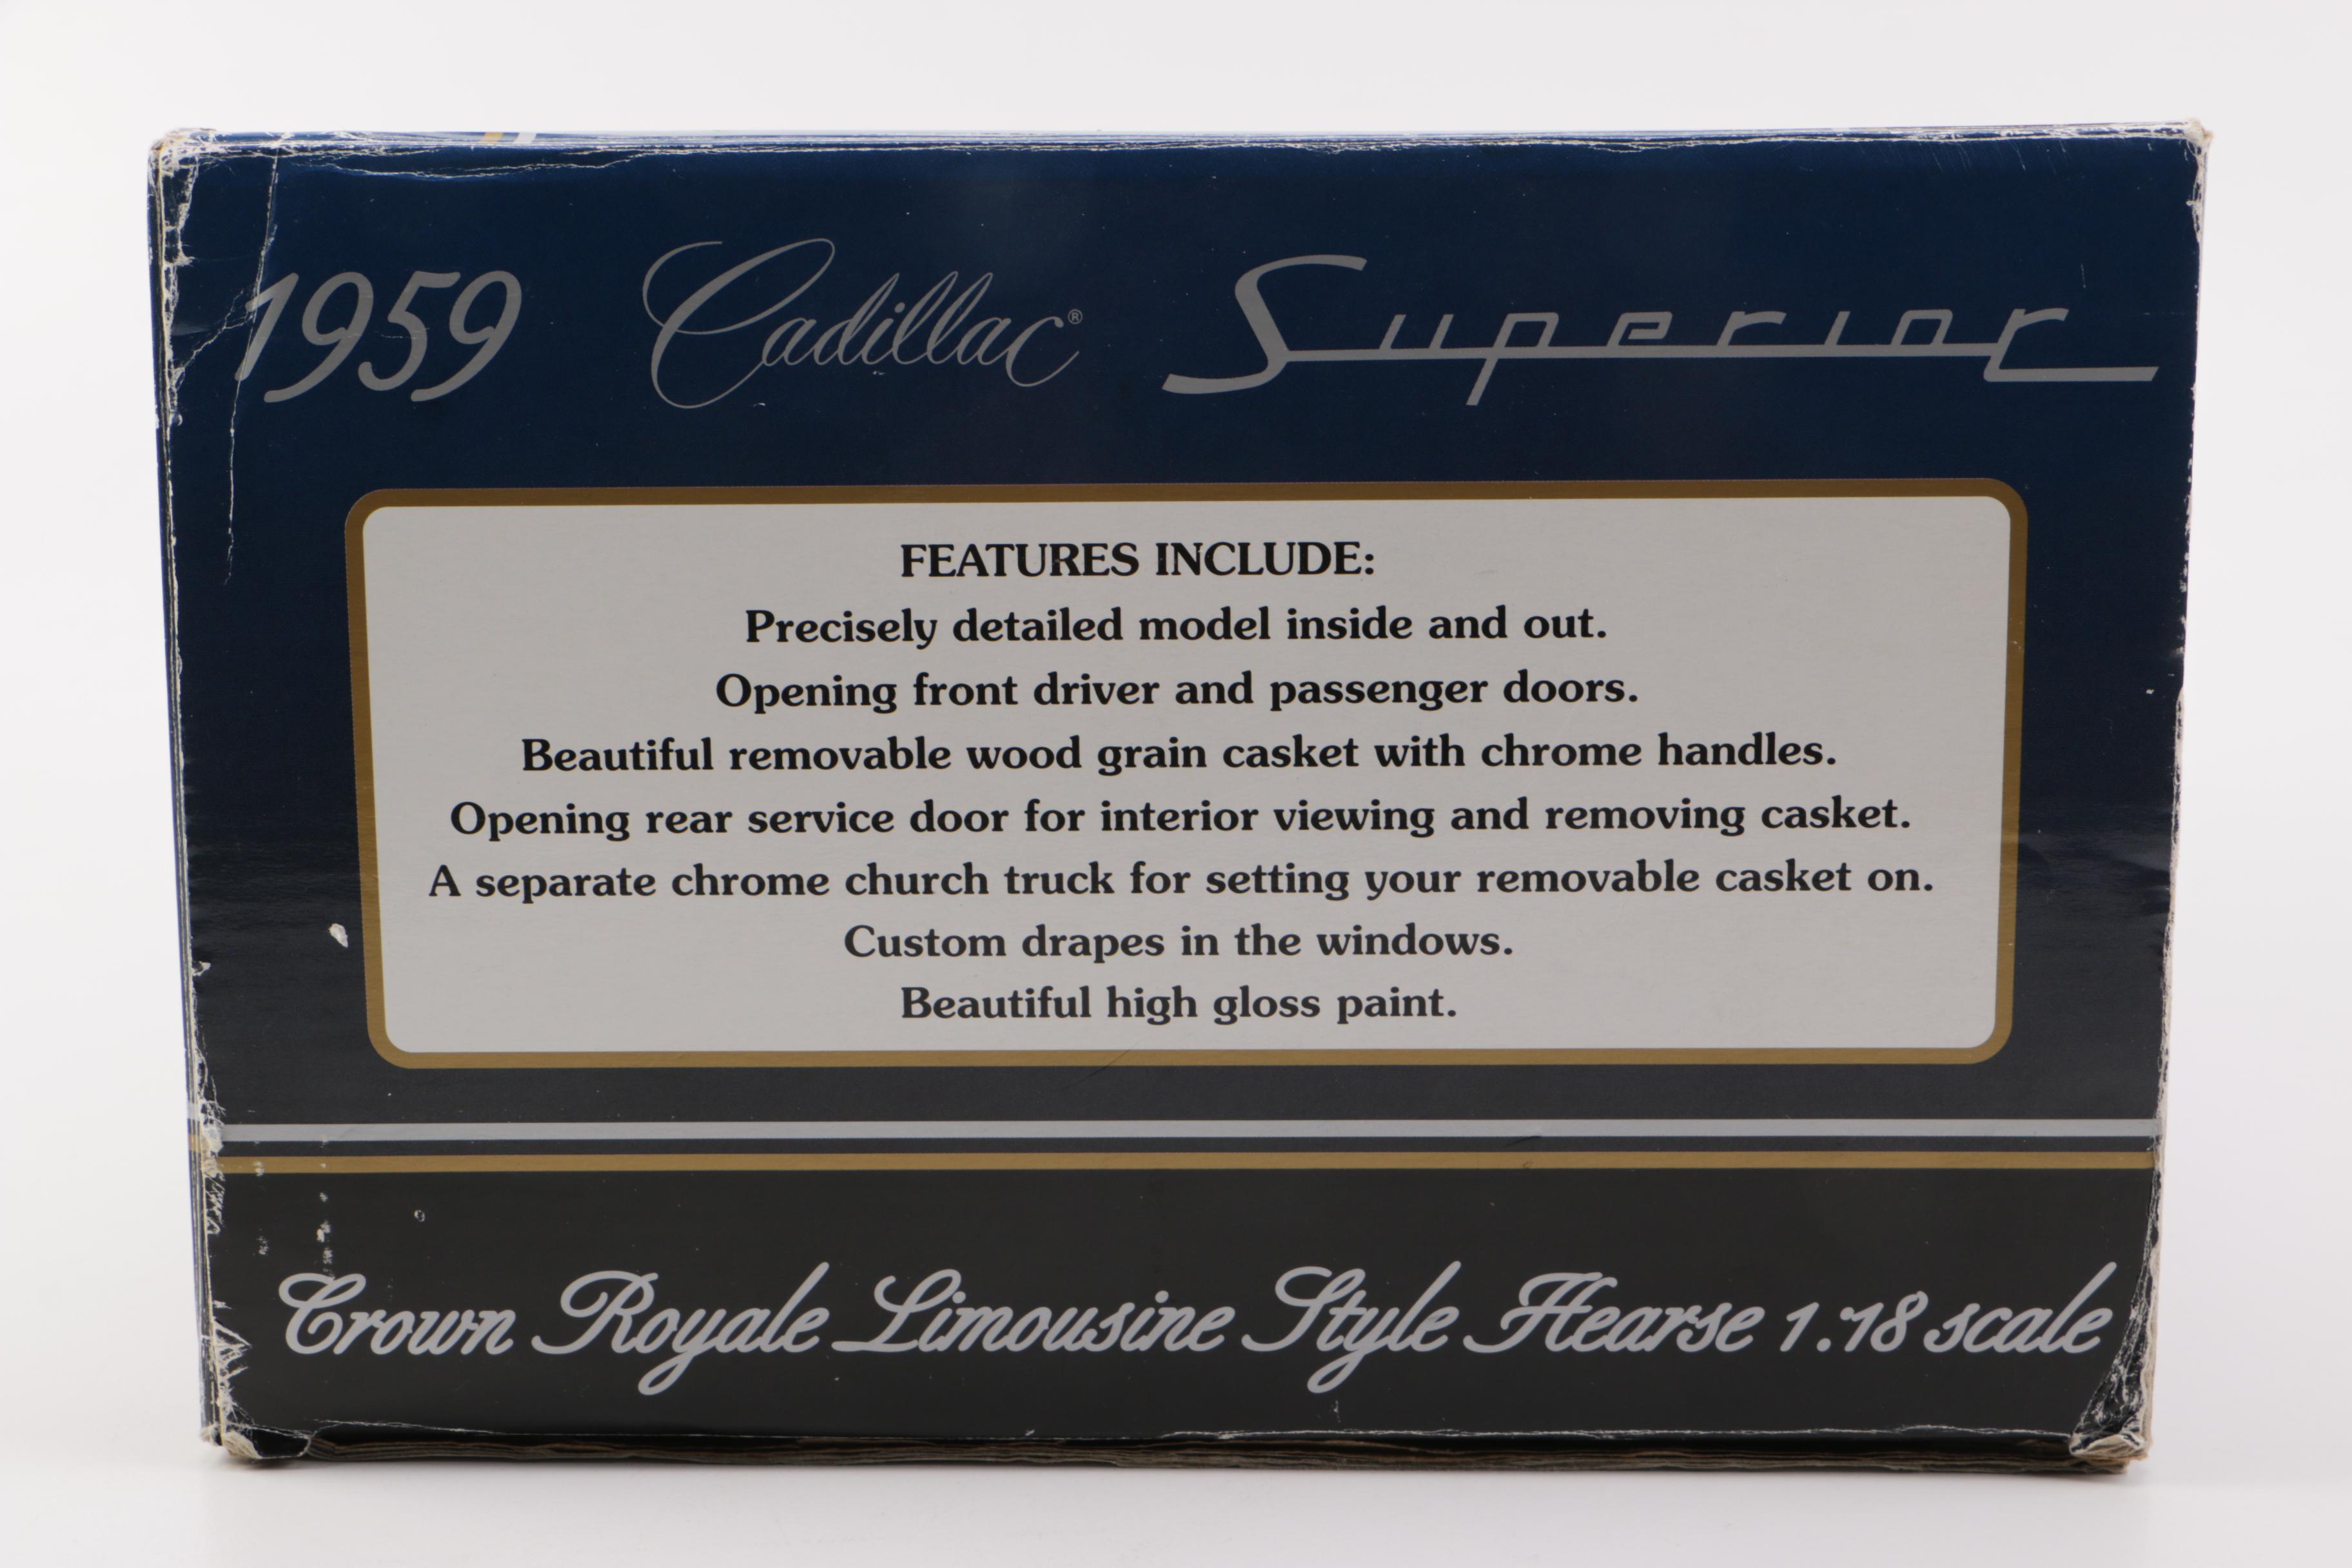 1959 Cadillac® Superior
FEATURES INCLUDE:
Precisely detailed model inside and out.
Opening front driver and passenger doors.
Beautiful removable wood grain casket with chrome handles.
Opening rear service door for interior viewing and removing casket.
A separate chrome church truck for setting your removable casket on.
Custom drapes in the windows.
Beautiful high gloss paint.
Crown Royale Limousine Style Hearse 1:18 scale